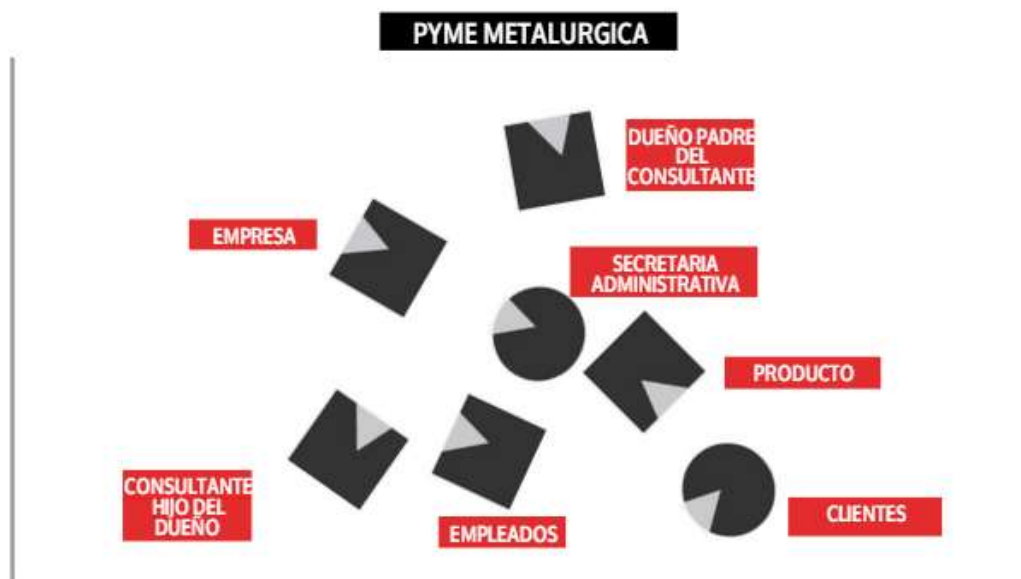 PYME METALURGICA
DUEÑO PADRE
DEL
CONSULTANTE
EMPRESA
SECRETARIA
ADMINISTRATIVA
PRODUCTO
CONSULTANTE
HIJO DEL
DUEÑO
EMPLEADOS
CLIENTES